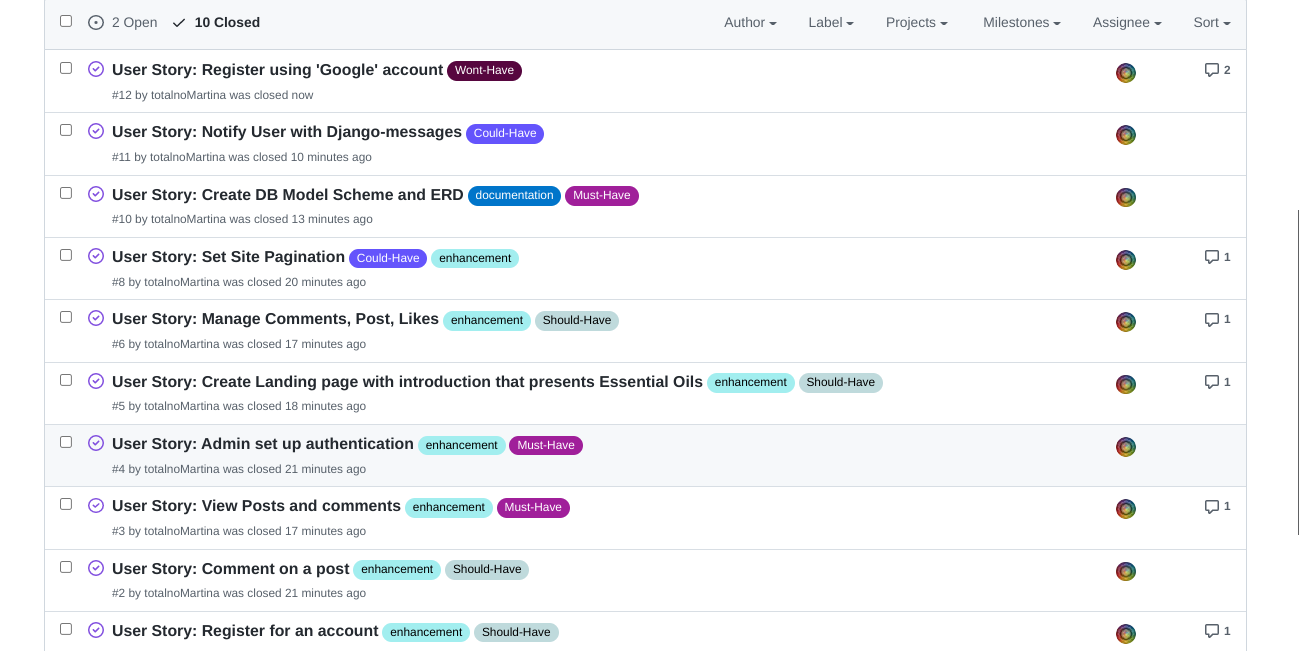 2 Open 10 Closed Author Label Projects Milestones Assignee Sort
User Story: Register using 'Google' account Wont-Have 2
#12 by totalnoMartina was closed now
User Story: Notify User with Django-messages Could-Have
#11 by totalnoMartina was closed 10 minutes ago
User Story: Create DB Model Scheme and ERD documentation Must-Have
#10 by totalnoMartina was closed 13 minutes ago
User Story: Set Site Pagination Could-Have enhancement 1
#8 by totalnoMartina was closed 20 minutes ago
User Story: Manage Comments, Post, Likes enhancement Should-Have 1
#6 by totalnoMartina was closed 17 minutes ago
User Story: Create Landing page with introduction that presents Essential Oils enhancement Should-Have 1
#5 by totalnoMartina was closed 18 minutes ago
User Story: Admin set up authentication enhancement Must-Have
#4 by totalnoMartina was closed 21 minutes ago
User Story: View Posts and comments enhancement Must-Have 1
#3 by totalnoMartina was closed 17 minutes ago
User Story: Comment on a post enhancement Should-Have
#2 by totalnoMartina was closed 21 minutes ago
User Story: Register for an account enhancement Should-Have 1